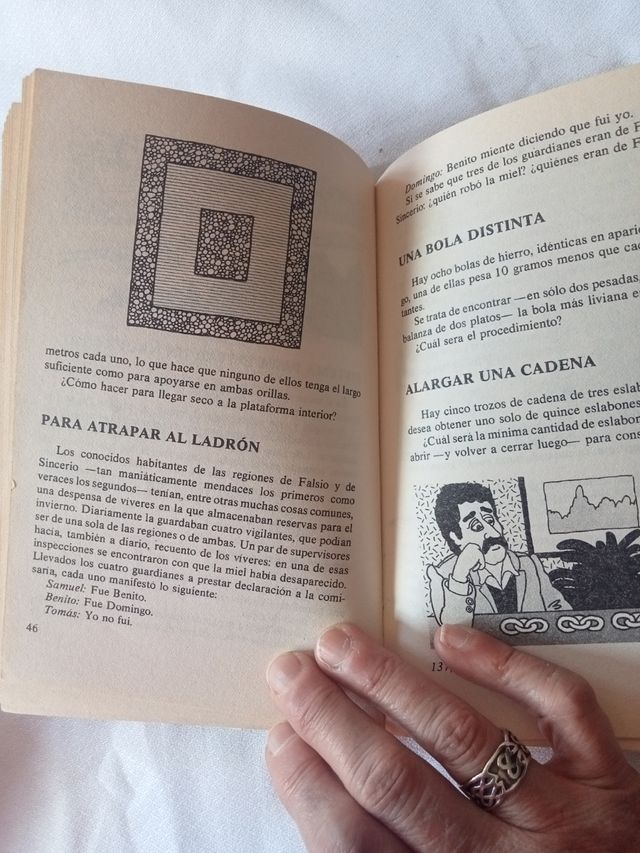 metros cada uno, lo que hace que ninguno de ellos tenga el largo
suficiente como para apoyarse en ambas orillas.
¿Cómo hacer para llegar seco a la plataforma interior?
PARA ATRAPAR AL LADRÓN
Los conocidos habitantes de las regiones de Falsio y de
Sincerio —tan maniáticamente mendaces los primeros como
veraces los segundos— tenían, entre otras muchas cosas comunes,
una despensa de víveres en la que almacenaban reservas para el
invierno. Diariamente la guardaban cuatro vigilantes, que podían
ser de una sola de las regiones o de ambas. Un par de supervisores
hacía, también a diario, recuento de los víveres: en una de esas
inspecciones se encontraron con que la miel había desaparecido.
Llevados los cuatro guardianes a prestar declaración a la comi-
saría, cada uno manifestó lo siguiente:
Samuel: Fue Benito.
Benito: Fue Domingo.
Tomás: Yo no fui.
46
Domingo: Benito miente diciendo que fui yo.
Si se sabe que tres de los guardianes eran de F
Sincerio: ¿quién robó la miel? ¿quiénes eran de F
UNA BOLA DISTINTA
Hay ocho bolas de hierro, idénticas en apari
go, una de ellas pesa 10 gramos menos que cad
tantes.
Se trata de encontrar —en sólo dos pesadas,
balanza de dos platos— la bola más liviana e
¿Cuál sera el procedimiento?
ALARGAR UNA CADENA
Hay cinco trozos de cadena de tres eslab
desea obtener uno solo de quince eslabones
¿Cuál será la mínima cantidad de eslabon
abrir —y volver a cerrar luego— para cons